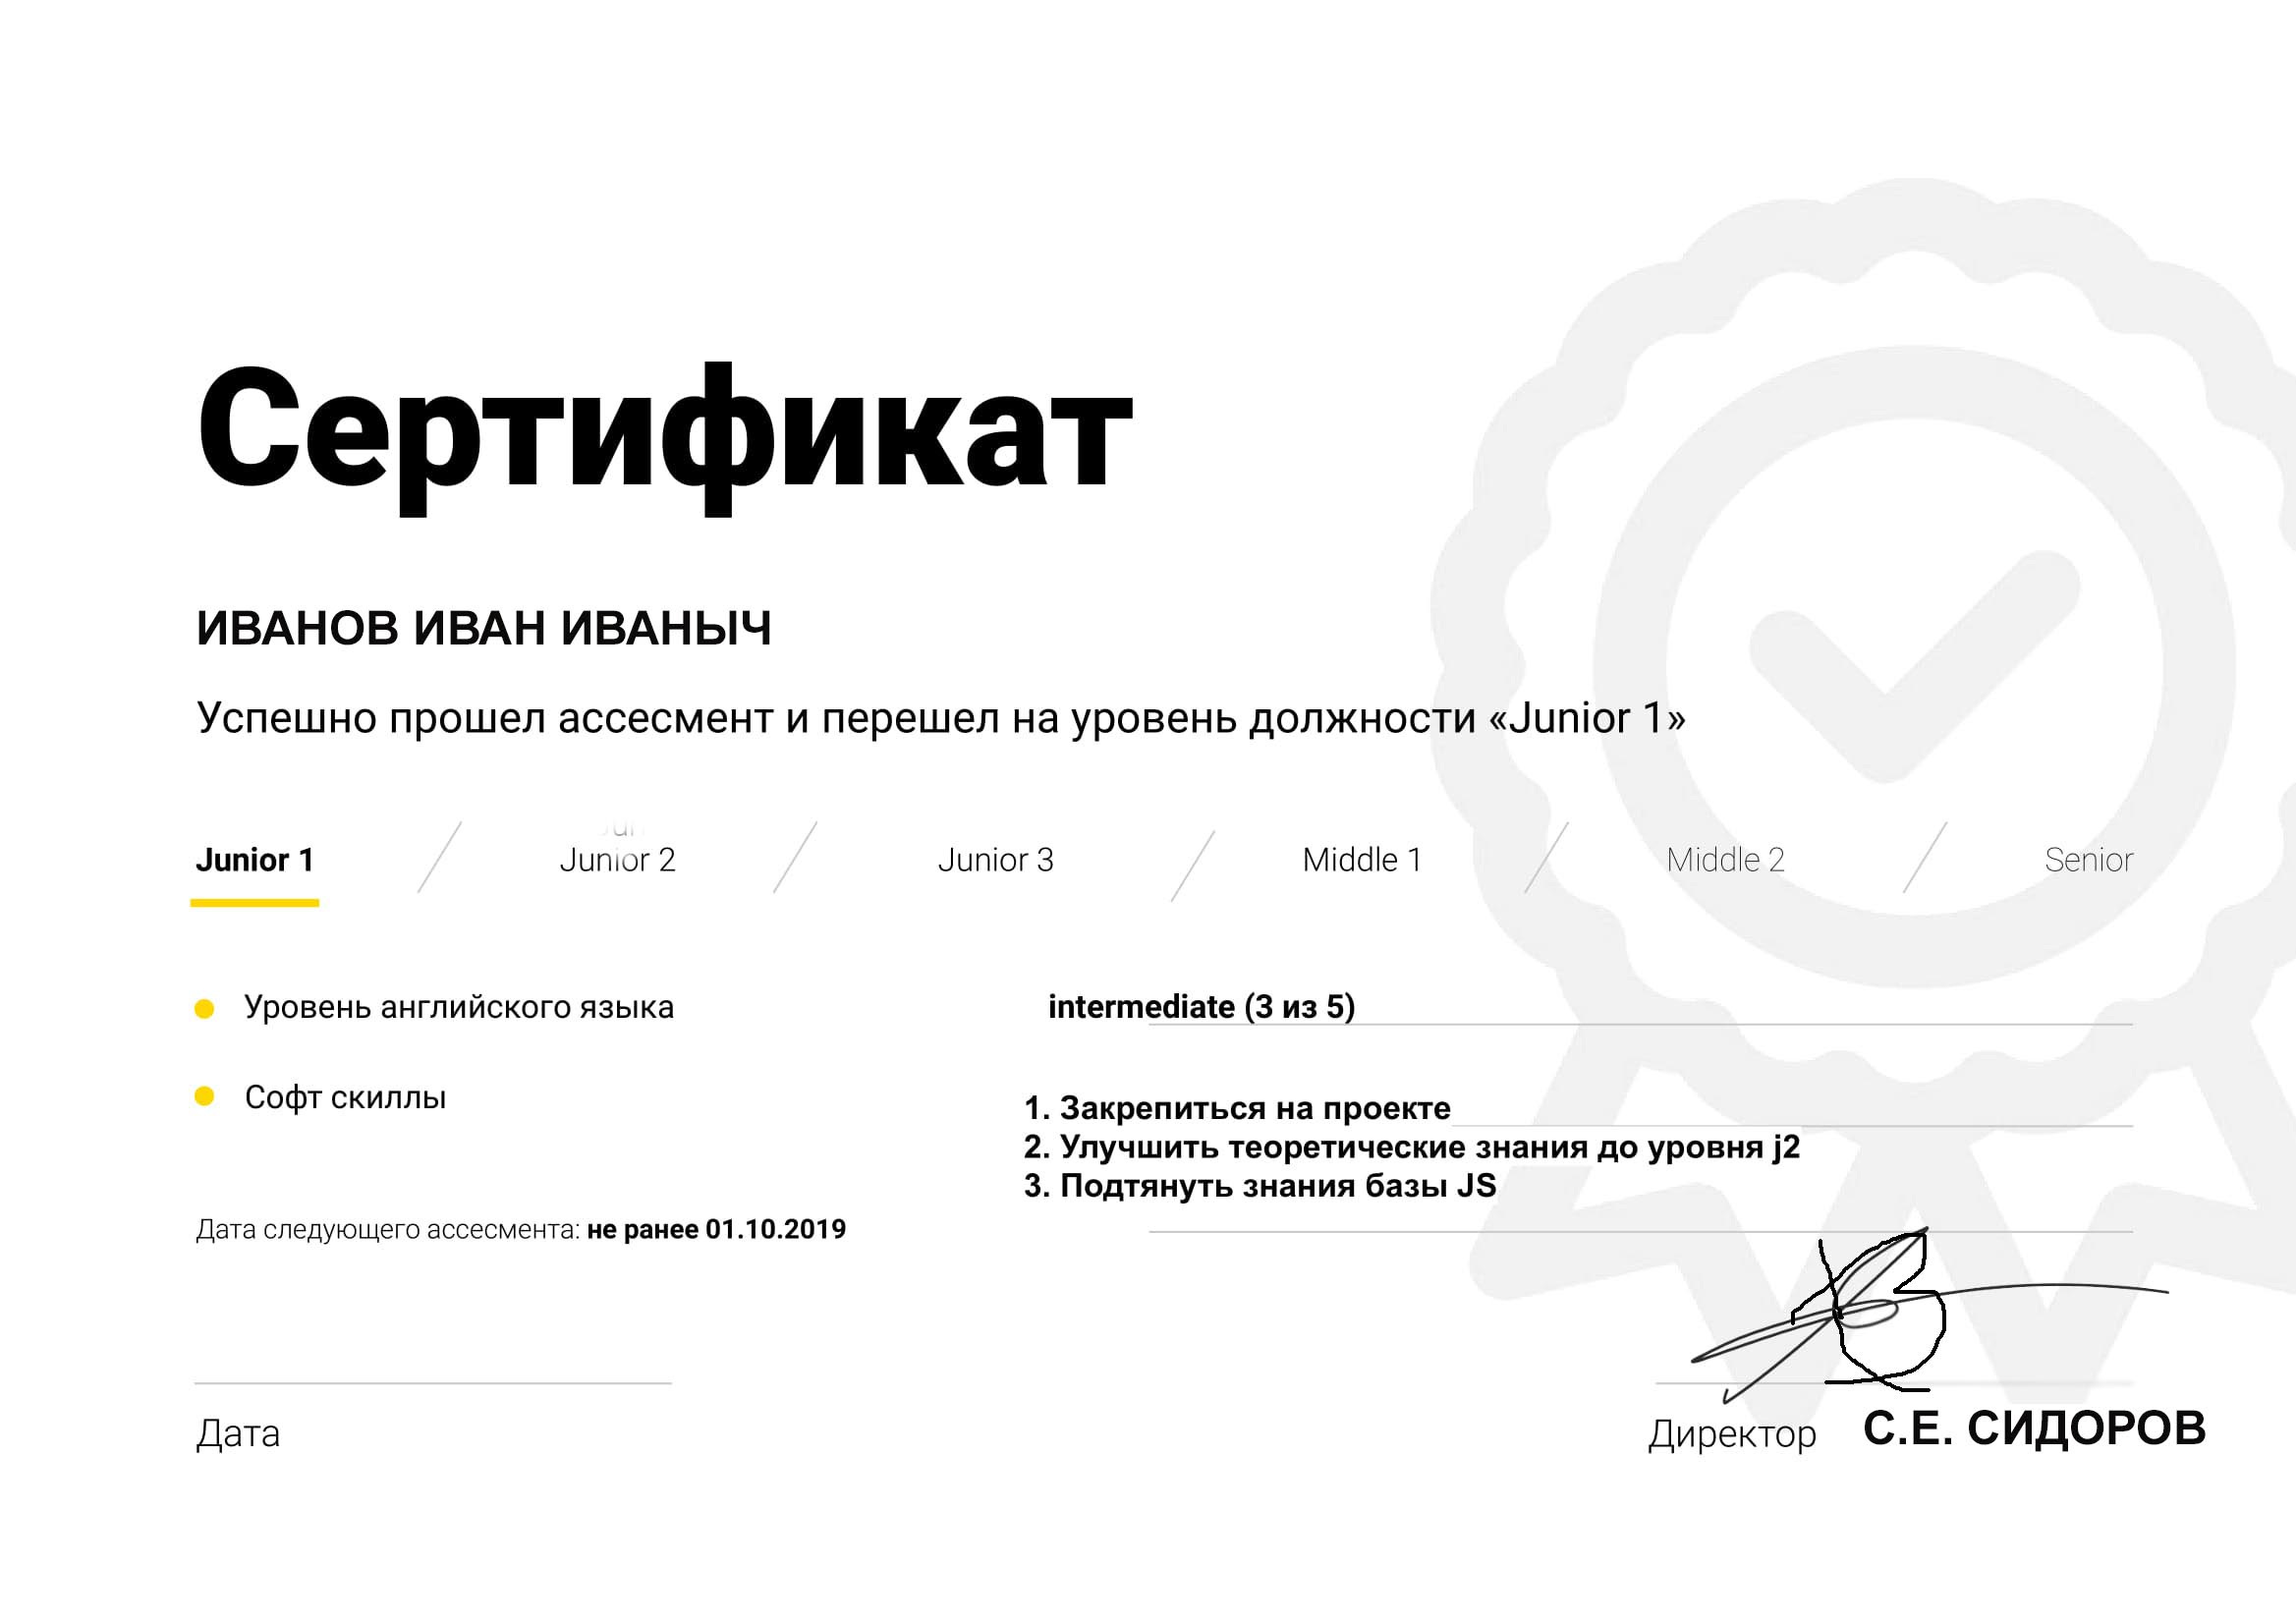 Сертификат
ИВАНОВ ИВАН ИВАНЫЧ
Успешно прошел ассесмент и перешел на уровень должности «Junior 1»
Junior 1 / Junior 2 / Junior 3 / Middle 1 / Middle 2 / Senior
Уровень английского языка intermediate (3 из 5)
Софт скиллы
1. Закрепиться на проекте
2. Улучшить теоретические знания до уровня j2
3. Подтянуть знания базы JS
Дата следующего ассесмента: не ранее 01.10.2019
Дата
Директор С.Е. СИДОРОВ